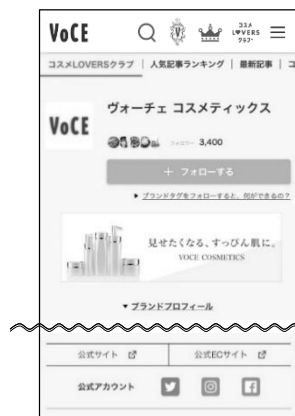 VoCE
コスメ
L♥VERS
クラブ
コスメLOVERSクラブ | 人気記事ランキング | 最新記事 | コ
ヴォーチェ コスメティックス
VoCE
フォロワー 3,400
+ フォローする
▶ ブランドタグをフォローすると、何ができるの?
見せたくなる、すっぴん肌に。
VOCE COSMETICS
▼ ブランドプロフィール
公式サイト
公式ECサイト
公式アカウント